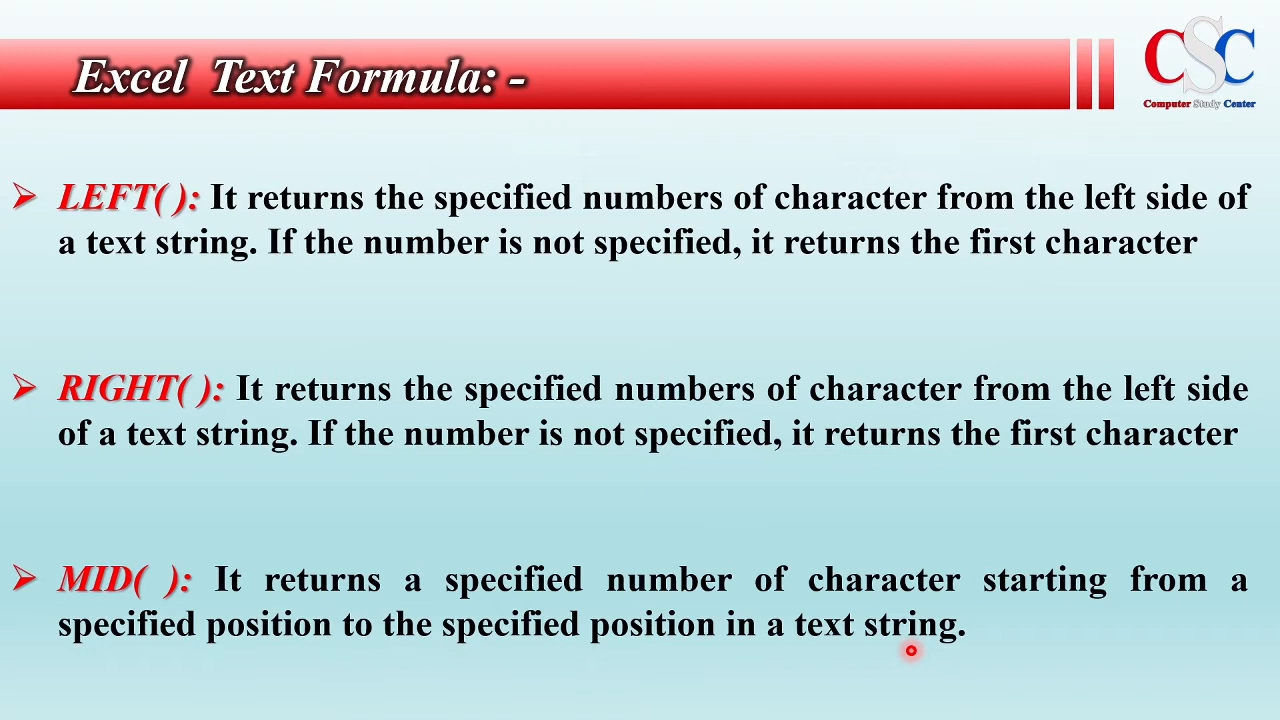 CSC
Computer Study Center
Excel Text Formula: -
➢ LEFT( ): It returns the specified numbers of character from the left side of
a text string. If the number is not specified, it returns the first character
➢ RIGHT( ): It returns the specified numbers of character from the left side
of a text string. If the number is not specified, it returns the first character
➢ MID( ): It returns a specified number of character starting from a
specified position to the specified position in a text string.